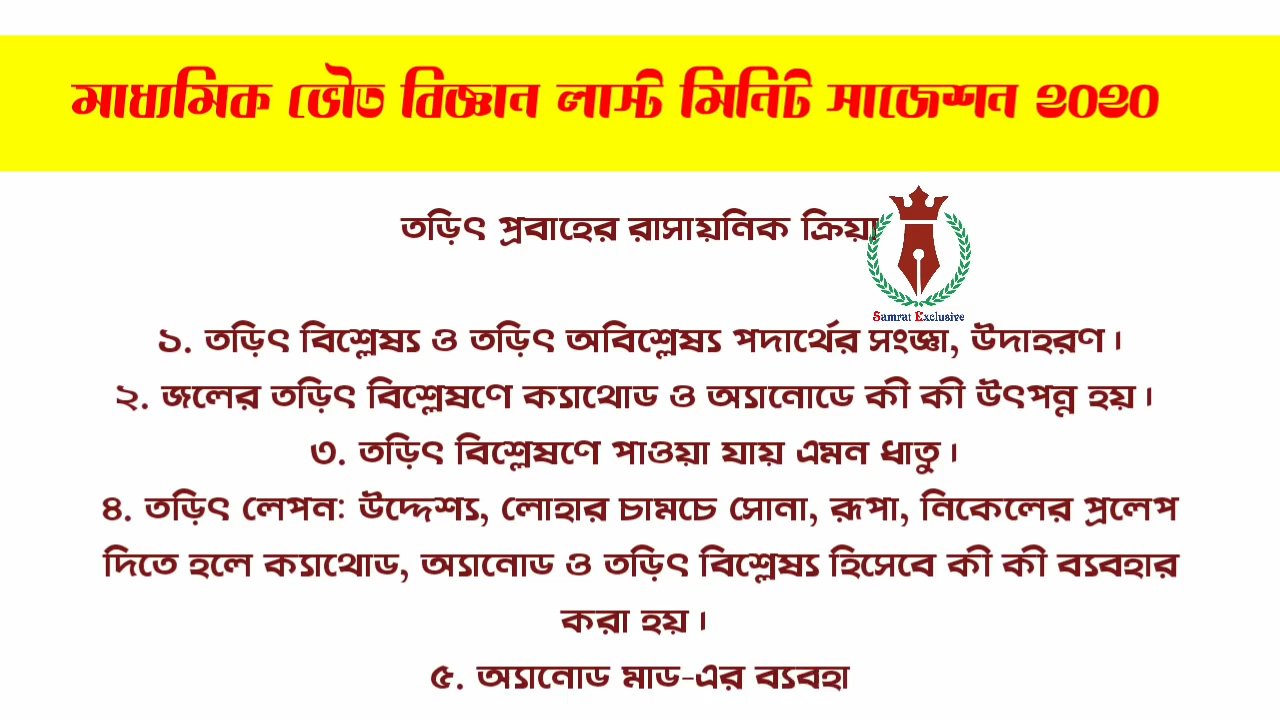 মাধ্যমিক ভৌত বিজ্ঞান লাস্ট মিনিট সাজেশন ২০২০
তড়িৎ প্রবাহের রাসায়নিক ক্রিয়া
Samrat Exclusive
১. তড়িৎ বিশ্লেষ্য ও তড়িৎ অবিশ্লেষ্য পদার্থের সংজ্ঞা, উদাহরণ।
২. জলের তড়িৎ বিশ্লেষণে ক্যাথোড ও অ্যানোডে কী কী উৎপন্ন হয়।
৩. তড়িৎ বিশ্লেষণে পাওয়া যায় এমন ধাতু।
৪. তড়িৎ লেপন: উদ্দেশ্য, লোহার চামচে সোনা, রূপা, নিকেলের প্রলেপ
দিতে হলে ক্যাথোড, অ্যানোড ও তড়িৎ বিশ্লেষ্য হিসেবে কী কী ব্যবহার
করা হয়।
৫. অ্যানোড মাড-এর ব্যবহা